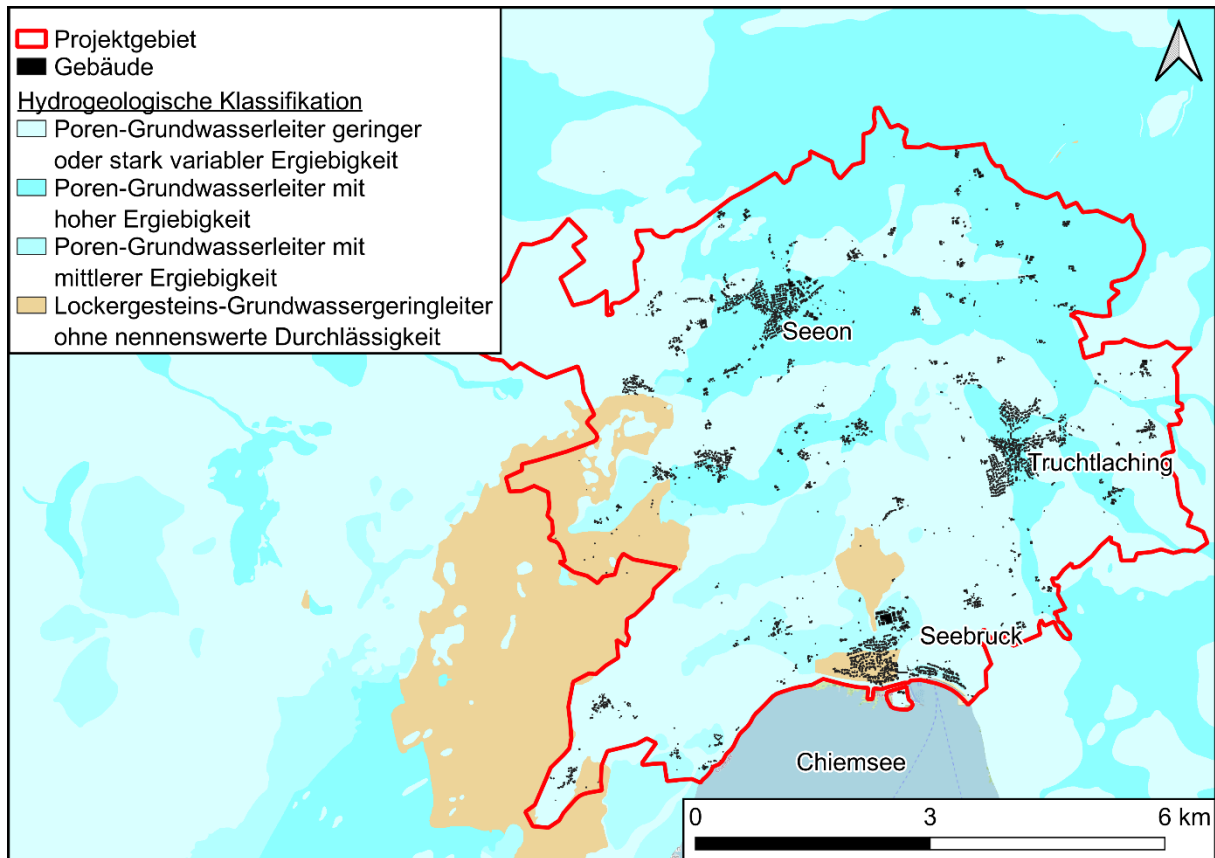 Projektgebiet
Gebäude
Hydrogeologische Klassifikation
Poren-Grundwasserleiter geringer
oder stark variabler Ergiebigkeit
Poren-Grundwasserleiter mit
hoher Ergiebigkeit
Poren-Grundwasserleiter mit
mittlerer Ergiebigkeit
Lockergesteins-Grundwassergeringleiter
ohne nennenswerte Durchlässigkeit
Seeon
Truchtlaching
Seebruck
Chiemsee
0 3 6 km